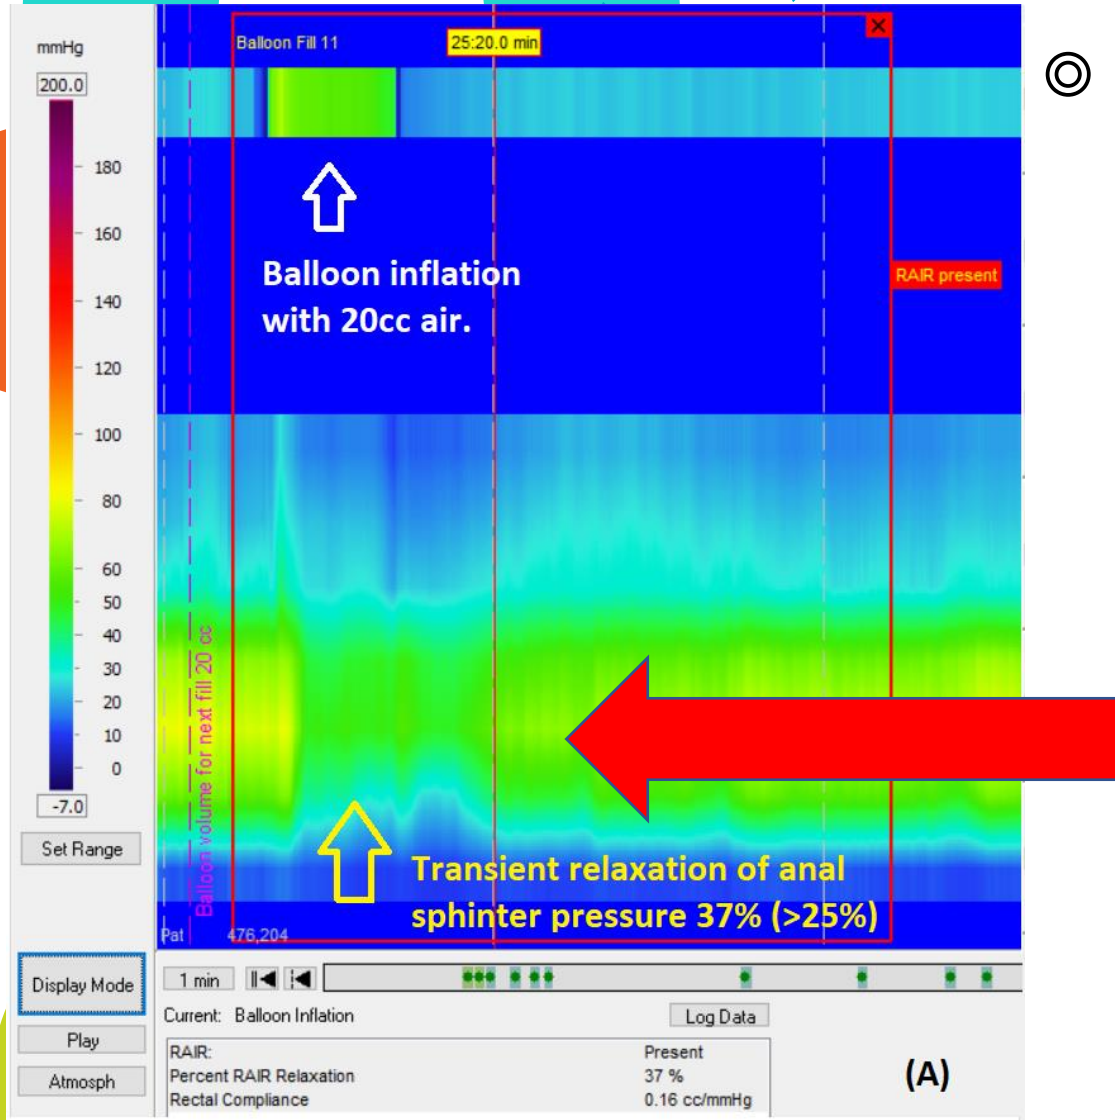 mmHg
200.0
180
160
140
120
100
80
60
50
40
30
20
10
0
-7.0
Set Range
Display Mode
Play
Atmosph
Balloon Fill 11
25:20.0 min
Balloon inflation
with 20cc air.
RAIR present
Balloon volume for next fill 20 cc
Transient relaxation of anal
sphinter pressure 37% (>25%)
Pat
476,204
1 min
Current: Balloon Inflation
Log Data
RAIR: Present
Percent RAIR Relaxation 37 %
Rectal Compliance 0.16 cc/mmHg
(A)